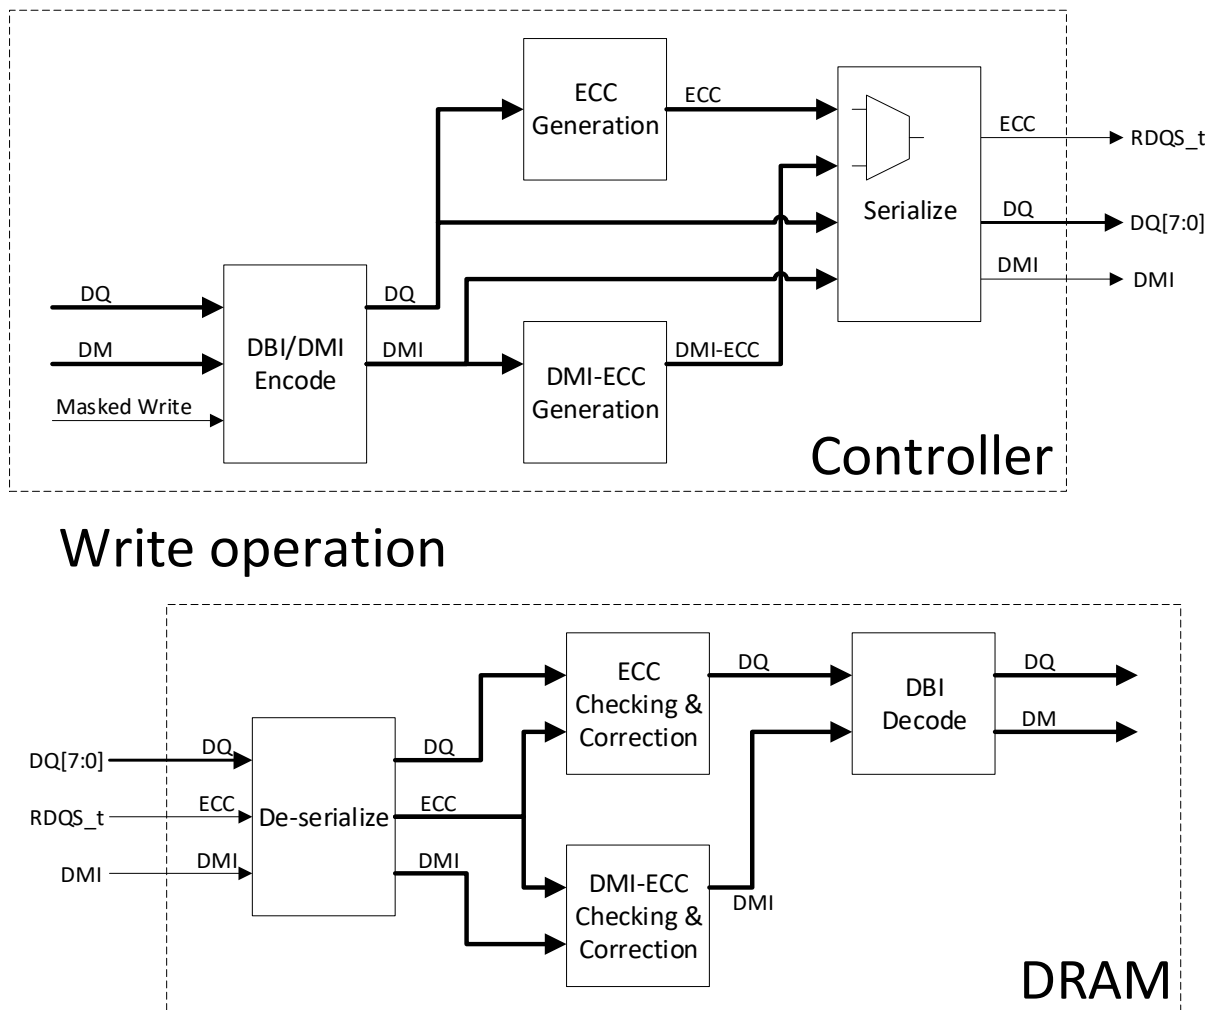 ECC
Generation
ECC
ECC
RDQS_t
Serialize
DQ
DQ[7:0]
DMI
DMI
DQ
DQ
DM
DBI/DMI
Encode
DMI
DMI-ECC
DMI-ECC
Generation
Masked Write
Controller
Write operation
ECC
Checking &
Correction
DQ
DBI
Decode
DQ
DM
DQ[7:0]
DQ
DQ
RDQS_t
ECC
De-serialize
ECC
DMI
DMI
DMI
DMI-ECC
Checking &
Correction
DMI
DRAM